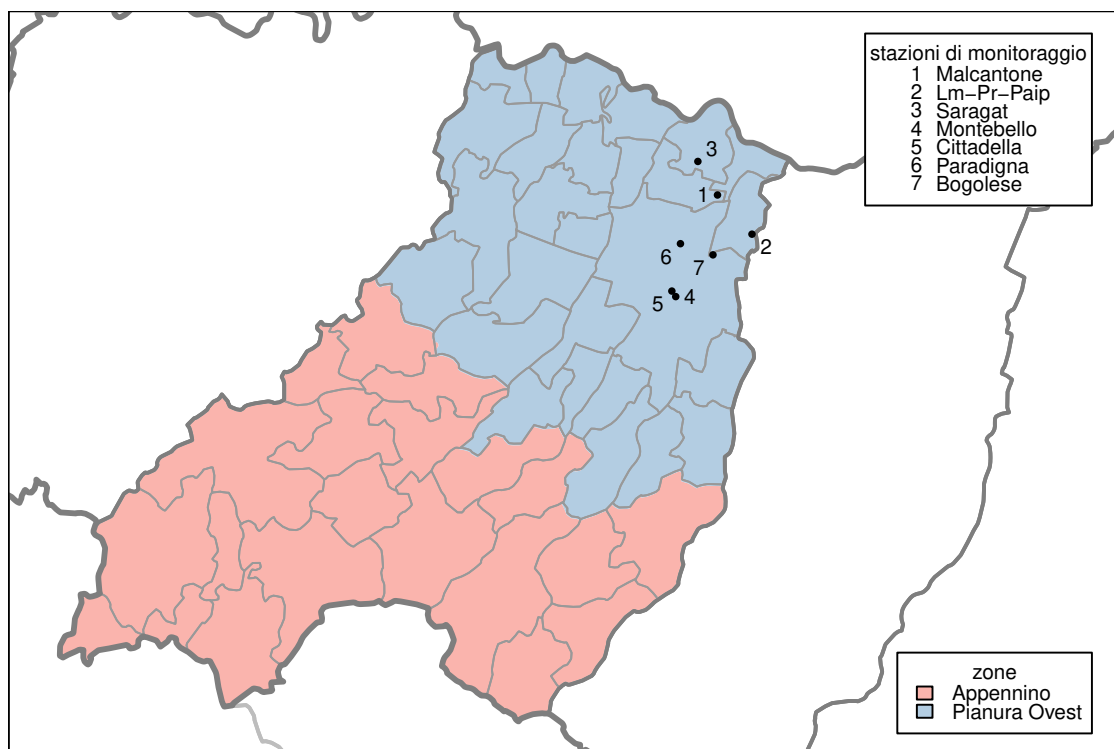 stazioni di monitoraggio
1 Malcantone
2 Lm−Pr−Paip
3 Saragat
4 Montebello
5 Cittadella
6 Paradigna
7 Bogolese
3
1
2
6
7
5
4
zone
Appennino
Pianura Ovest